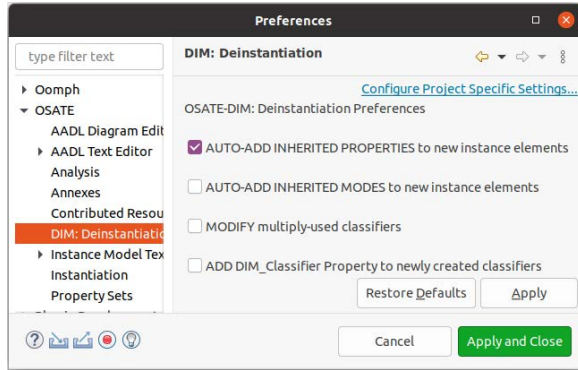 Preferences
type filter text
DIM: Deinstantiation
Oomph
Configure Project Specific Settings...
OSATE
OSATE-DIM: Deinstantiation Preferences
AADL Diagram Edit
AADL Text Editor
AUTO-ADD INHERITED PROPERTIES to new instance elements
Analysis
AUTO-ADD INHERITED MODES to new instance elements
Annexes
Contributed Resou
MODIFY multiply-used classifiers
DIM: Deinstantiatio
Instance Model Tex
ADD DIM_Classifier Property to newly created classifiers
Instantiation
Property Sets
Restore Defaults
Apply
Cancel
Apply and Close